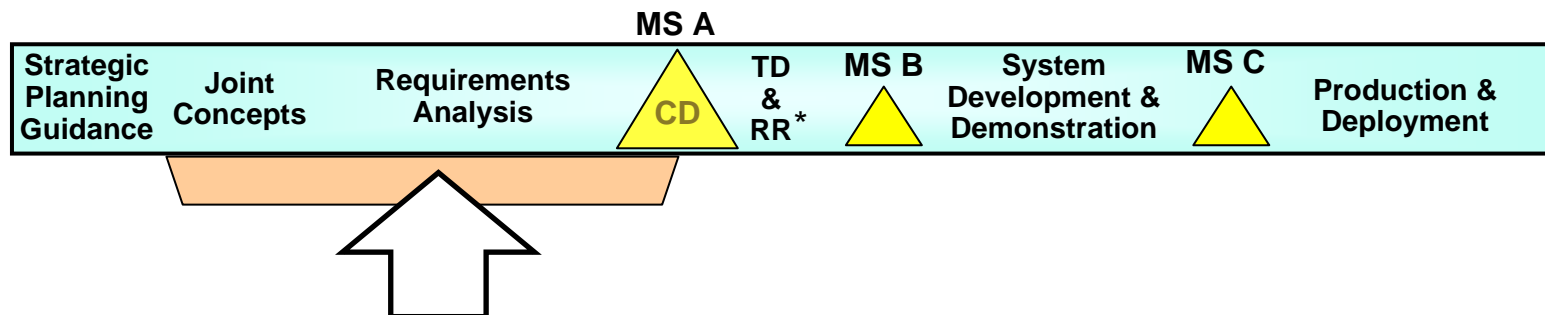 MS A
Strategic
Planning
Guidance
Joint
Concepts
Requirements
Analysis
CD
TD
&
RR*
MS B
System
Development &
Demonstration
MS C
Production &
Deployment